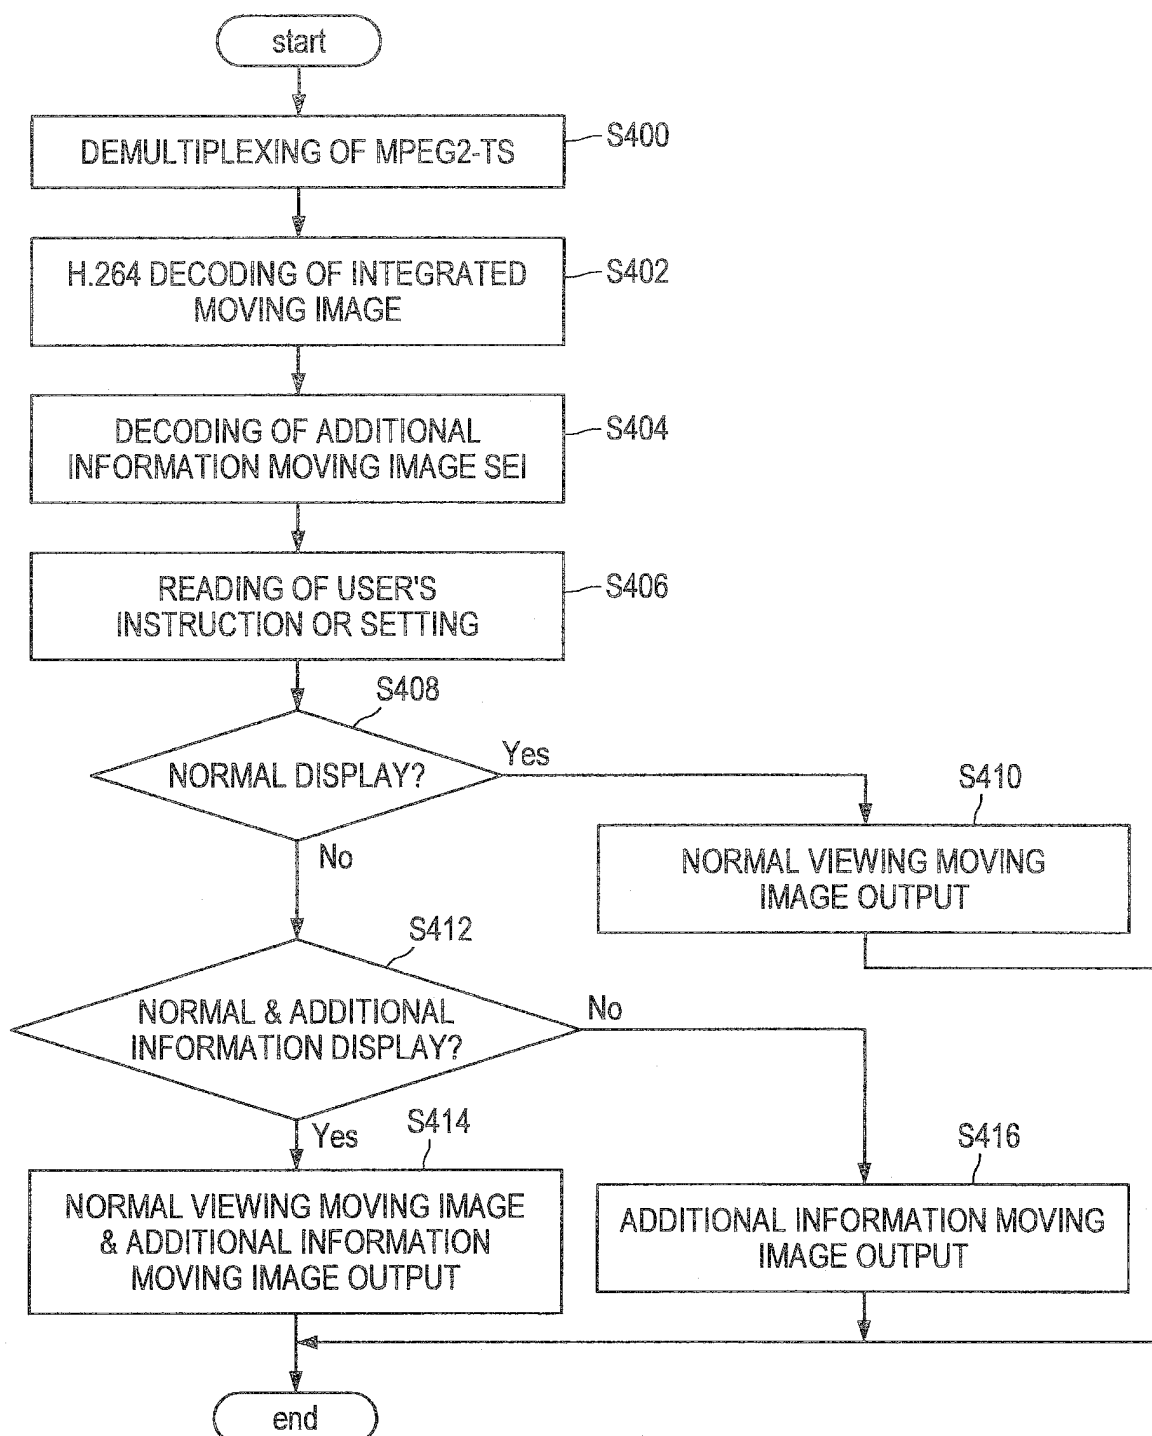 start
DEMULTIPLEXING OF MPEG2-TS
S400
H.264 DECODING OF INTEGRATED
MOVING IMAGE
S402
DECODING OF ADDITIONAL
INFORMATION MOVING IMAGE SEI
S404
READING OF USER'S
INSTRUCTION OR SETTING
S406
S408
NORMAL DISPLAY?
Yes
No
S410
NORMAL VIEWING MOVING
IMAGE OUTPUT
S412
NORMAL & ADDITIONAL
INFORMATION DISPLAY?
No
Yes
S414
NORMAL VIEWING MOVING IMAGE
& ADDITIONAL INFORMATION
MOVING IMAGE OUTPUT
S416
ADDITIONAL INFORMATION MOVING
IMAGE OUTPUT
end